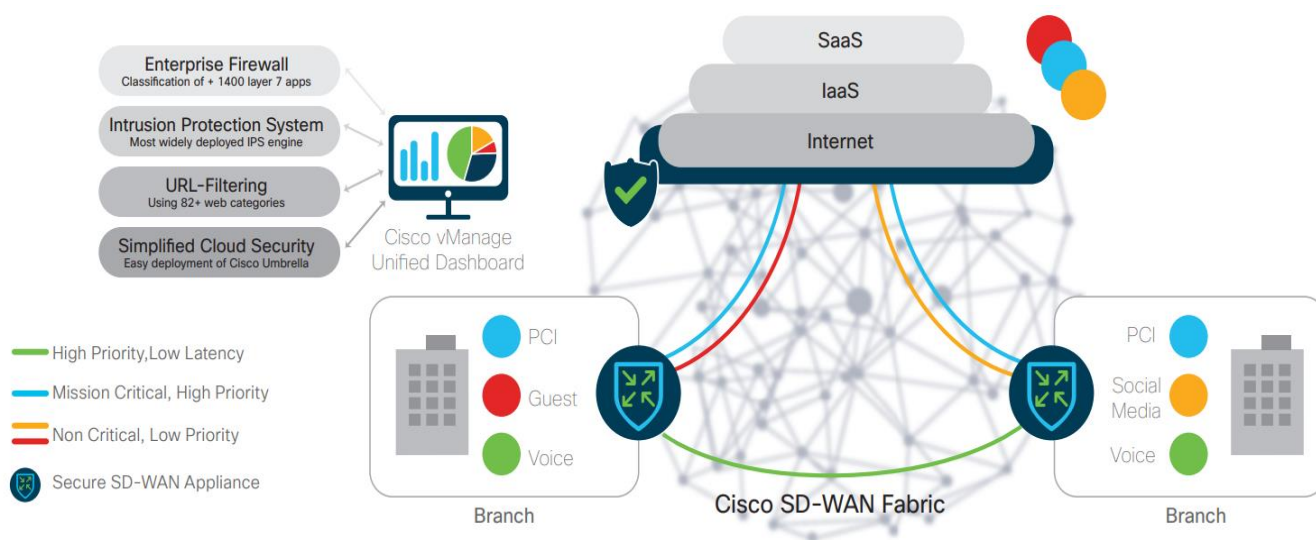 Enterprise Firewall
Classification of + 1400 layer 7 apps
Intrusion Protection System
Most widely deployed IPS engine
URL-Filtering
Using 82+ web categories
Simplified Cloud Security
Easy deployment of Cisco Umbrella
Cisco vManage
Unified Dashboard
SaaS
IaaS
Internet
High Priority,Low Latency
Mission Critical, High Priority
Non Critical, Low Priority
Secure SD-WAN Appliance
PCI
Guest
Voice
Branch
Cisco SD-WAN Fabric
PCI
Social
Media
Voice
Branch